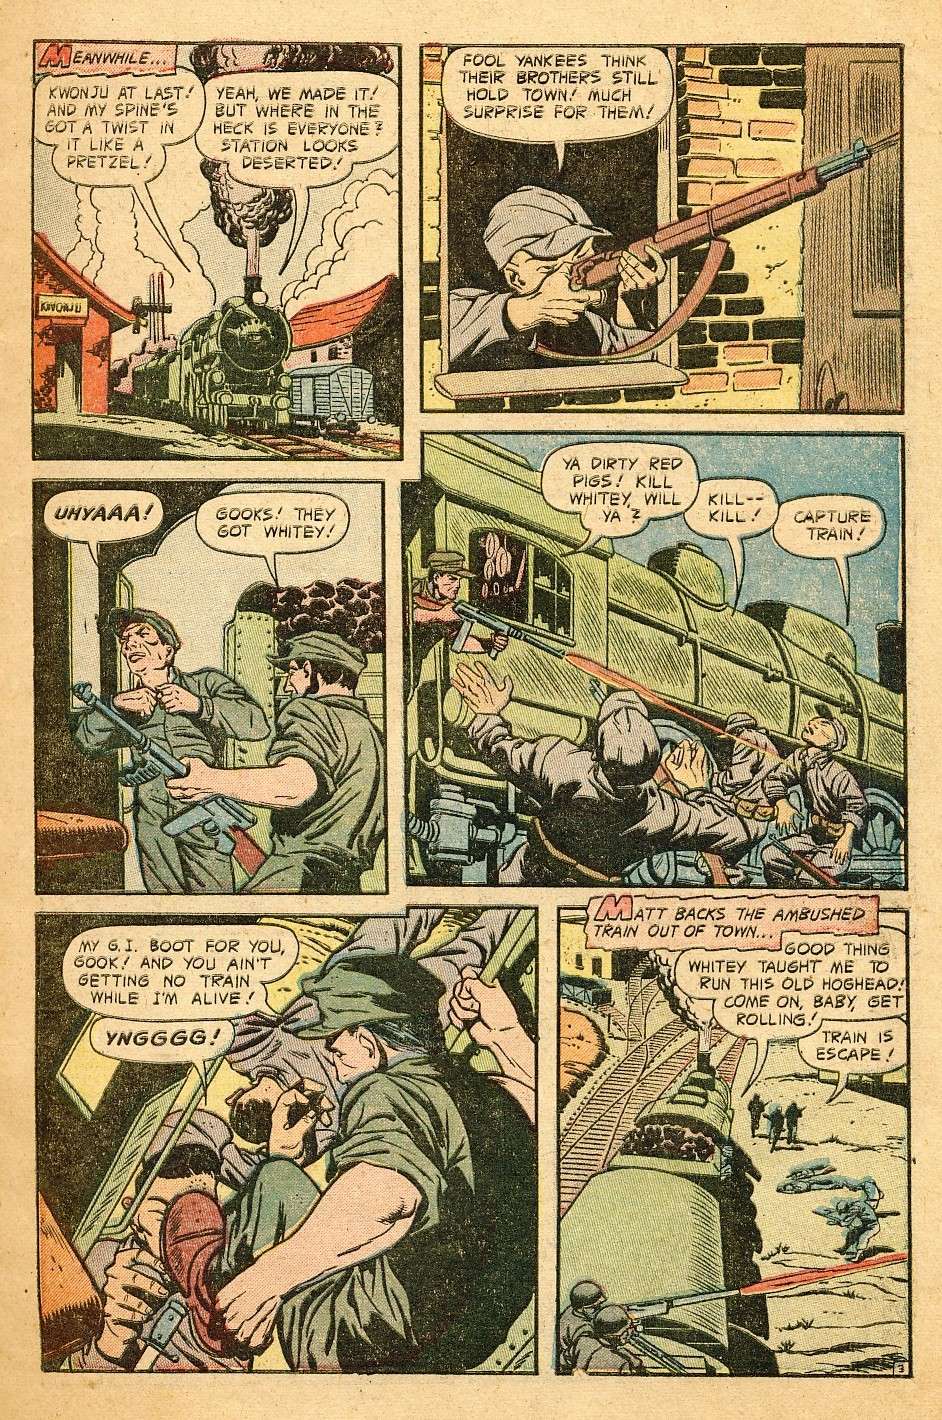 MEANWHILE...
KWONJU AT LAST!
AND MY SPINE'S
GOT A TWIST IN
IT LIKE A
PRETZEL!
YEAH, WE MADE IT!
BUT WHERE IN THE
HECK IS EVERYONE?
STATION LOOKS
DESERTED!
KWONJU
FOOL YANKEES THINK
THEIR BROTHERS STILL
HOLD TOWN! MUCH
SURPRISE FOR THEM!
UHYAAA!
GOOKS! THEY
GOT WHITEY!
YA DIRTY RED
PIGS! KILL
WHITEY, WILL
YA?
KILL--
KILL!
CAPTURE
TRAIN!
MY G.I. BOOT FOR YOU,
GOOK! AND YOU AIN'T
GETTING NO TRAIN
WHILE I'M ALIVE!
YNGGGG!
MATT BACKS THE AMBUSHED
TRAIN OUT OF TOWN...
GOOD THING
WHITEY TAUGHT ME TO
RUN THIS OLD HOGHEAD!
COME ON, BABY, GET
ROLLING!
TRAIN IS
ESCAPE!
3